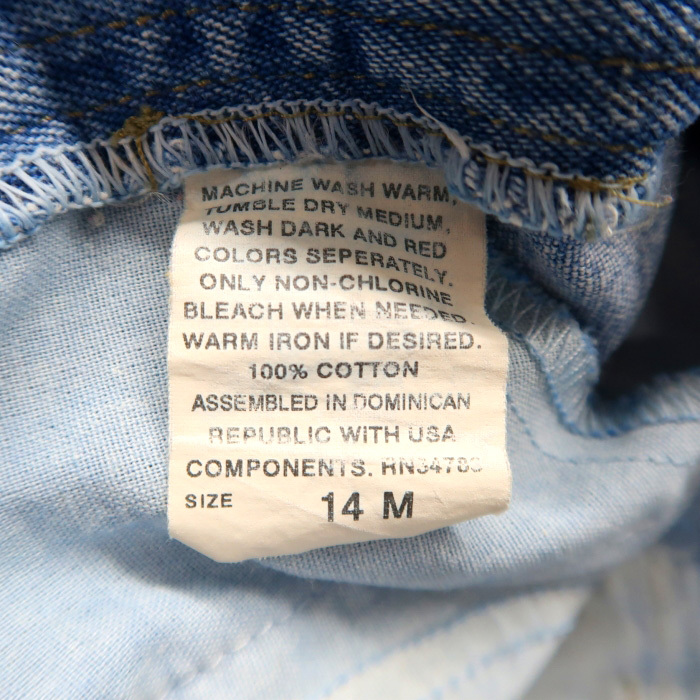 MACHINE WASH WARM,
TUMBLE DRY MEDIUM,
WASH DARK AND RED
COLORS SEPERATELY.
ONLY NON-CHLORINE
BLEACH WHEN NEEDED.
WARM IRON IF DESIRED.
100% COTTON
ASSEMBLED IN DOMINICAN
REPUBLIC WITH USA
COMPONENTS.
SIZE 14 M